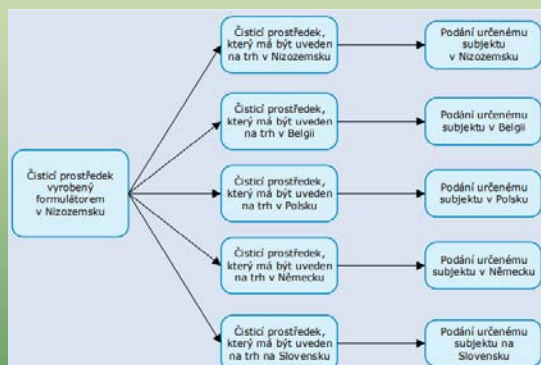 Čisticí prostředek
vyrobený
formulátorem
v Nizozemsku
Čisticí prostředek,
který má být uveden
na trh v Nizozemsku
Podání určenému
subjektu
v Nizozemsku
Čisticí prostředek,
který má být uveden
na trh v Belgii
Podání určenému
subjektu v Belgii
Čisticí prostředek,
který má být uveden
na trh v Polsku
Podání určenému
subjektu v Polsku
Čisticí prostředek,
který má být uveden
na trh v Německu
Podání určenému
subjektu v Německu
Čisticí prostředek,
který má být uveden
na trh na Slovensku
Podání určenému
subjektu na
Slovensku